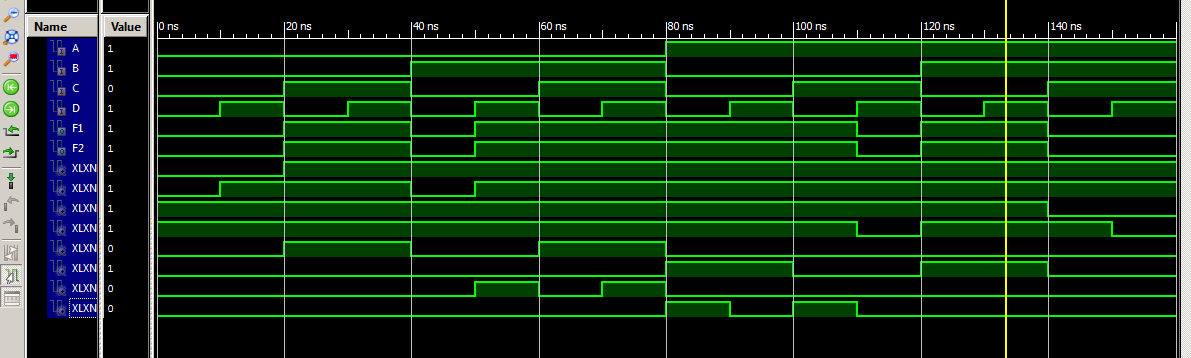 Name Value 0 ns 20 ns 40 ns 60 ns 80 ns 100 ns 120 ns 140 ns
A 1
B 1
C 0
D 1
F1 1
F2 1
XLXN 1
XLXN 1
XLXN 1
XLXN 1
XLXN 0
XLXN 1
XLXN 0
XLXN 0